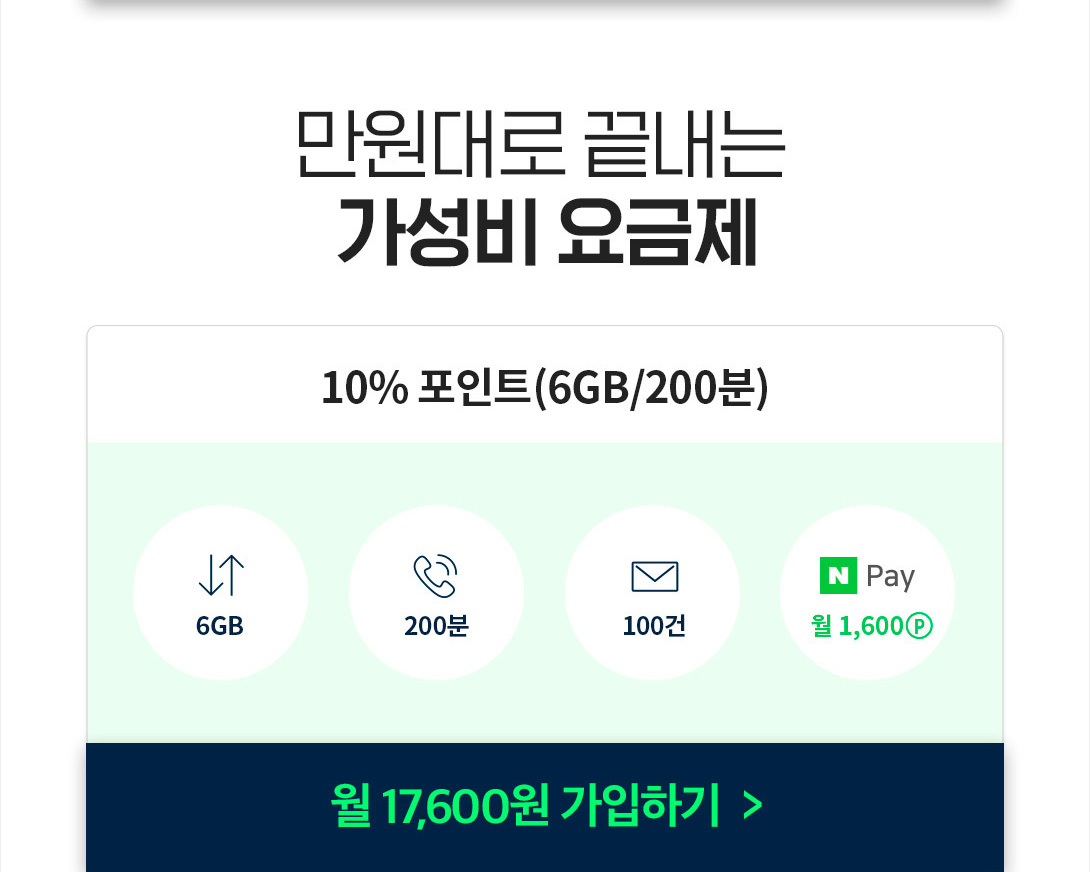 만원대로 끝내는
가성비 요금제
10% 포인트(6GB/200분)
6GB
200분
100건
N Pay
월 1,600Ⓟ
월 17,600원 가입하기 >